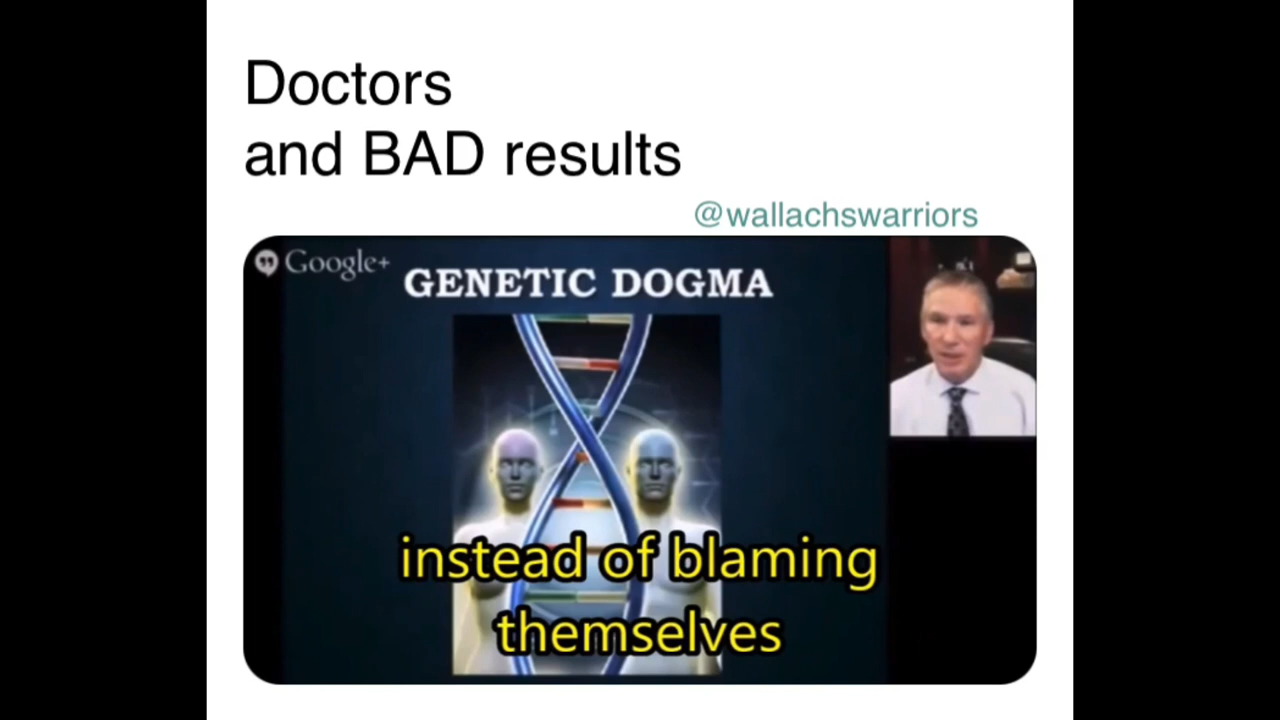 Doctors
and BAD results
@wallachswarriors
Google+
GENETIC DOGMA
instead of blaming
themselves